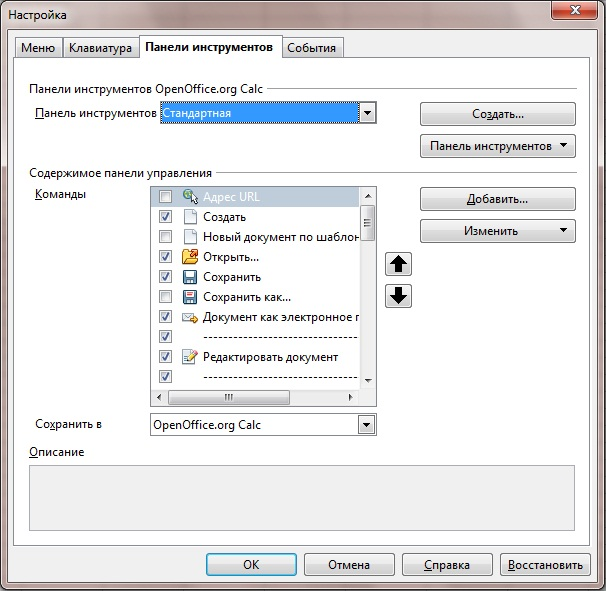 Настройка
Меню Клавиатура Панели инструментов События
Панели инструментов OpenOffice.org Calc
Панель инструментов Стандартная Создать...
Панель инструментов
Содержимое панели управления
Команды Адрес URL Добавить...
Создать
Изменить
Новый документ по шаблон
Открыть...
Сохранить
Сохранить как...
Документ как электронное п
------------------------------
Редактировать документ
------------------------------
Сохранить в OpenOffice.org Calc
Описание
OK Отмена Справка Восстановить